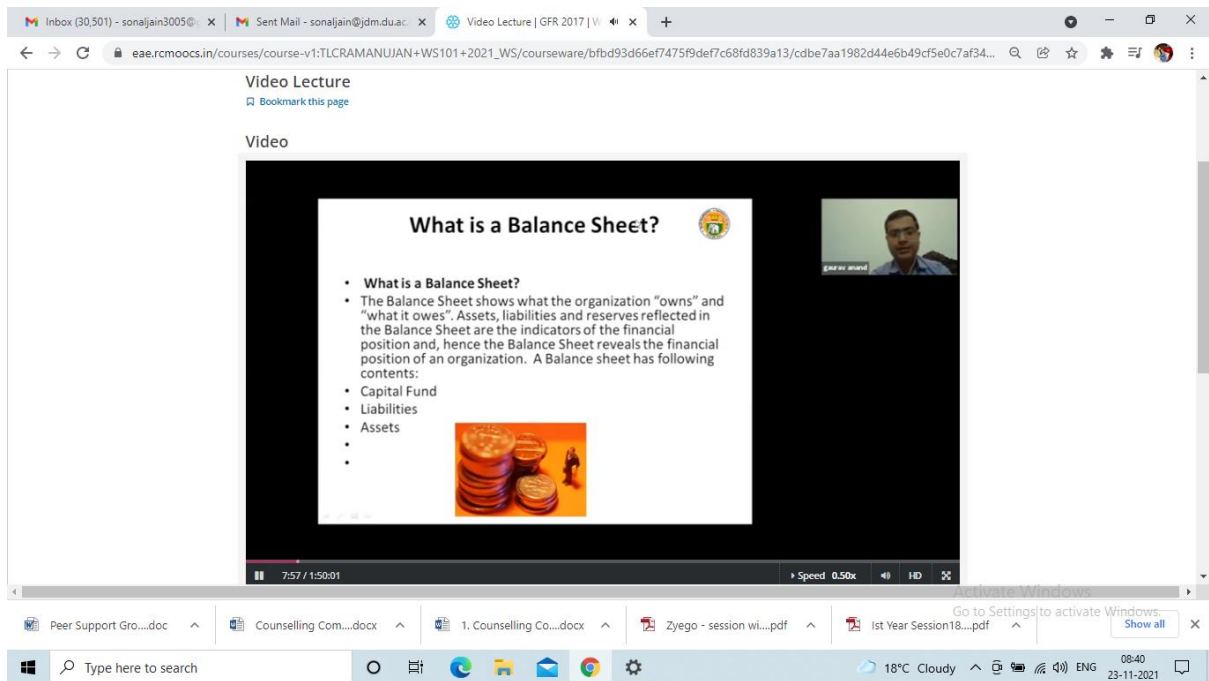 Inbox (30,501) - sonaljain3005@
Sent Mail - sonaljain@jdm.du.ac.
Video Lecture | GFR 2017 | W
eae.rcmoocs.in/courses/course-v1:TLCRAMANUJAN+WS101+2021_WS/courseware/bfbd93d66ef7475f9def7c68fd839a13/cdbe7aa1982d44e6b49cf5e0c7af34...
Video Lecture
Bookmark this page
Video
What is a Balance Sheet?
• What is a Balance Sheet?
• The Balance Sheet shows what the organization "owns" and
"what it owes". Assets, liabilities and reserves reflected in
the Balance Sheet are the indicators of the financial
position and, hence the Balance Sheet reveals the financial
position of an organization. A Balance sheet has following
contents:
• Capital Fund
• Liabilities
• Assets
gaurav anand
7:57 / 1:50:01
Speed 0.50x
HD
Activate Windows
Go to Settings to activate Windows.
Peer Support Gro....doc
Counselling Com....docx
1. Counselling Co....docx
Zyego - session wi....pdf
Ist Year Session18....pdf
Show all
Type here to search
18°C Cloudy
ENG
08:40
23-11-2021